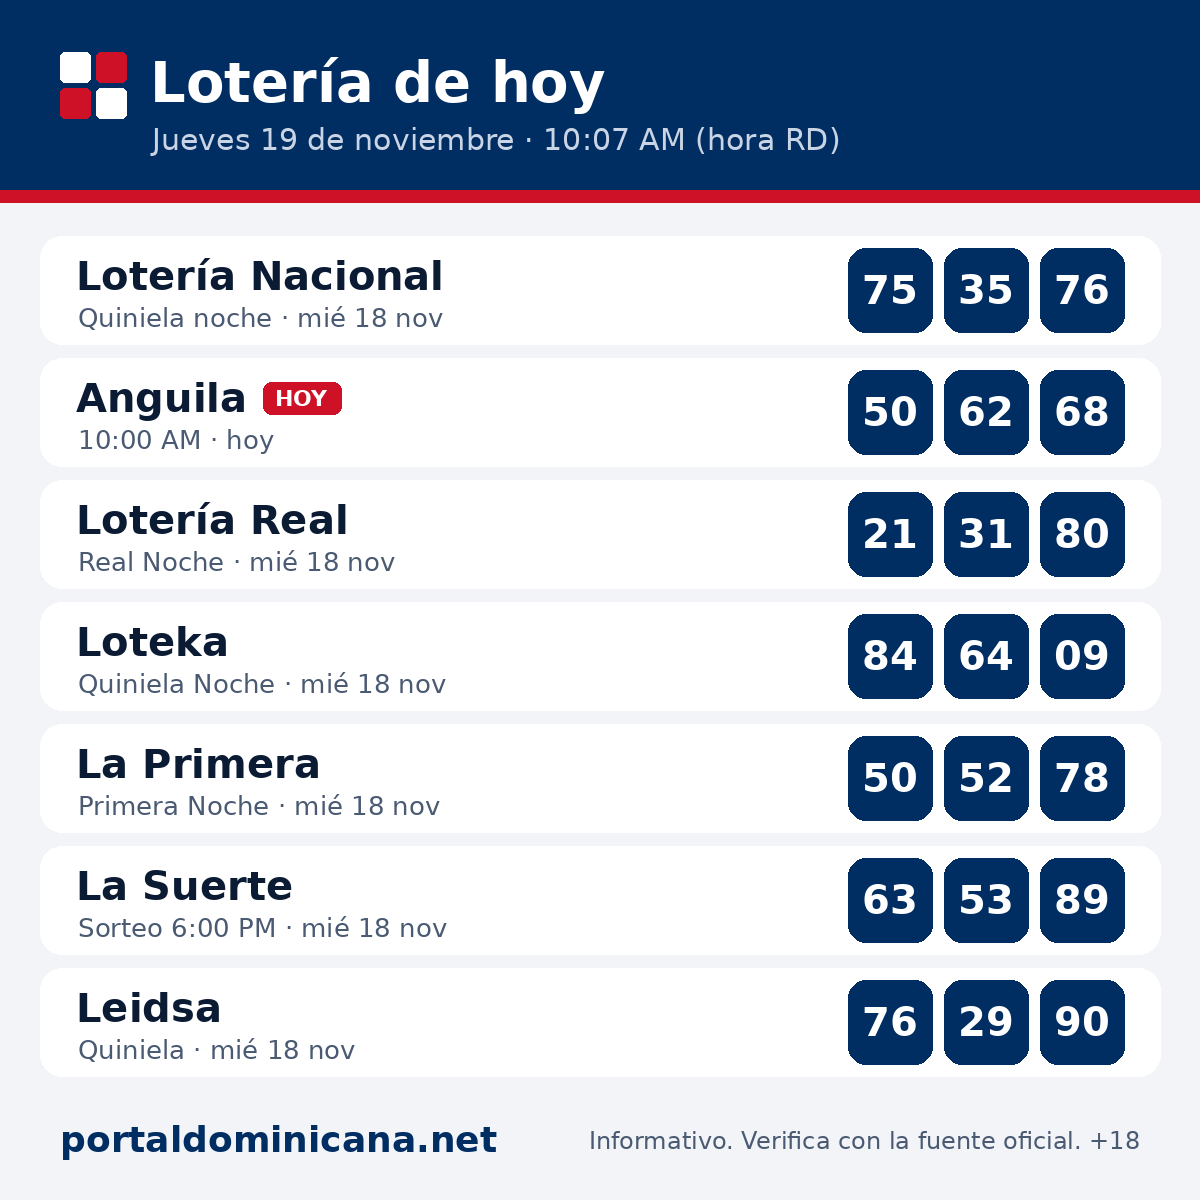 Lotería de hoy
Jueves 19 de noviembre · 10:07 AM (hora RD)
Lotería Nacional
Quiniela noche · mié 18 nov
75 35 76
Anguila HOY
10:00 AM · hoy
50 62 68
Lotería Real
Real Noche · mié 18 nov
21 31 80
Loteka
Quiniela Noche · mié 18 nov
84 64 09
La Primera
Primera Noche · mié 18 nov
50 52 78
La Suerte
Sorteo 6:00 PM · mié 18 nov
63 53 89
Leidsa
Quiniela · mié 18 nov
76 29 90
portaldominicana.net
Informativo. Verifica con la fuente oficial. +18